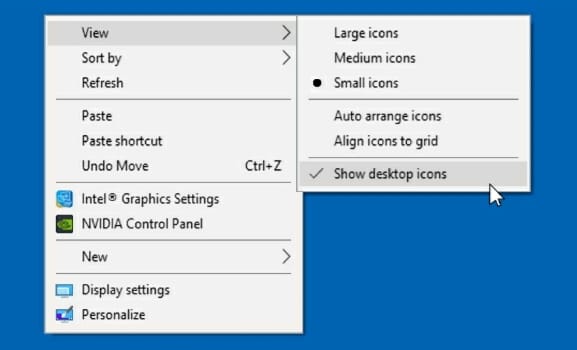 View
Sort by
Refresh
Paste
Paste shortcut
Undo Move Ctrl+Z
Intel® Graphics Settings
NVIDIA Control Panel
New
Display settings
Personalize
Large icons
Medium icons
Small icons
Auto arrange icons
Align icons to grid
Show desktop icons